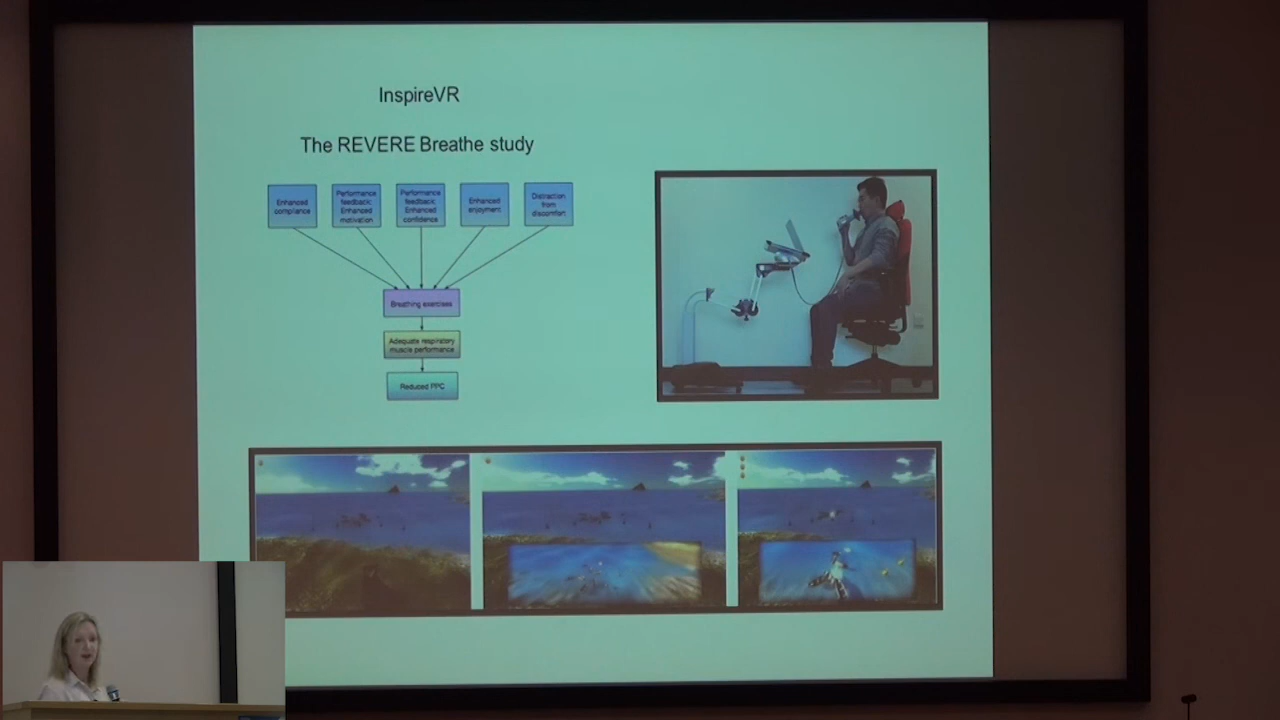 InspireVR
The REVERE Breathe study
Enhanced
compliance
Performance
feedback:
Enhanced
motivation
Performance
feedback:
Enhanced
confidence
Enhanced
enjoyment
Distraction
from
discomfort
Breathing exercises
Adequate respiratory
muscle performance
Reduced PPC